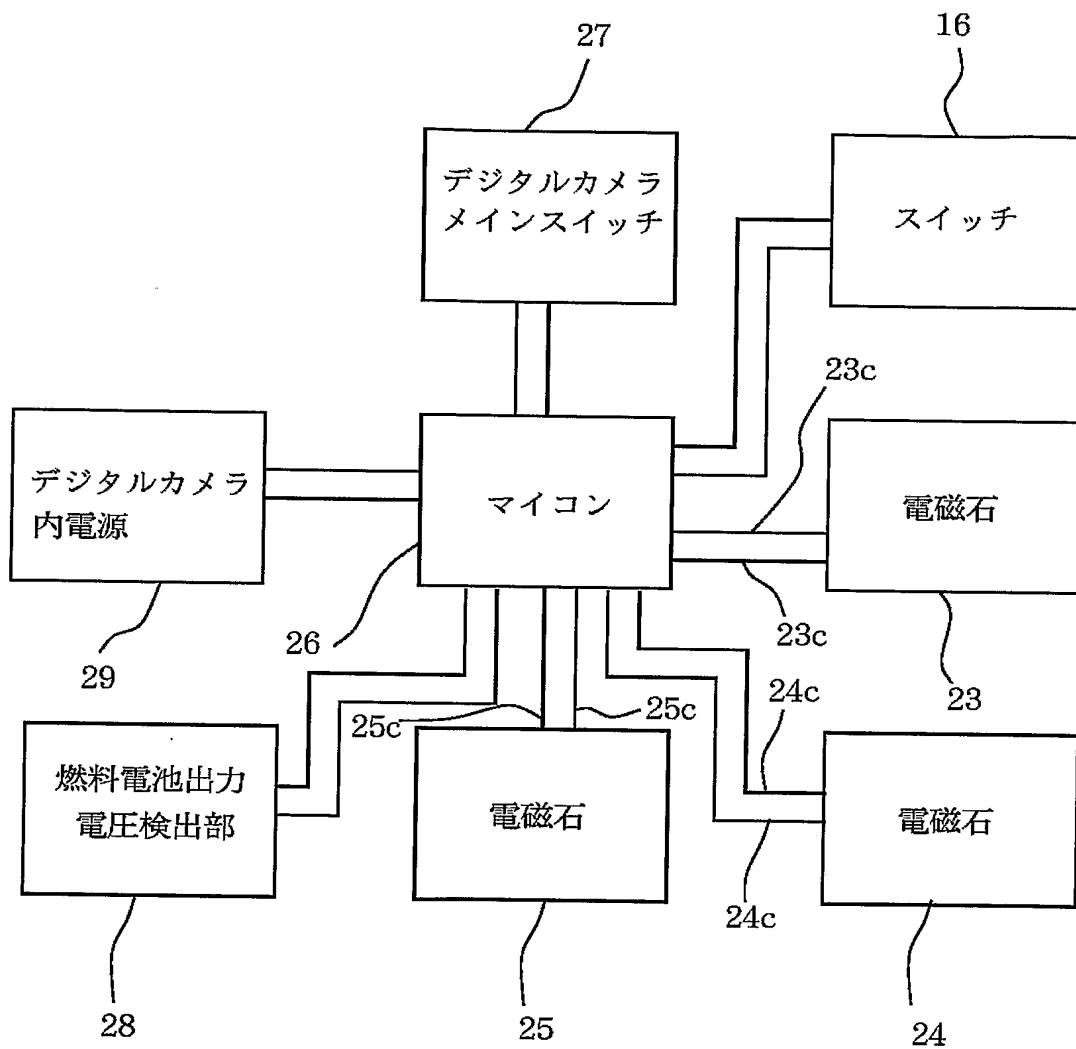 27
16
デジタルカメラ
メインスイッチ
スイッチ
23c
デジタルカメラ
内電源
マイコン
電磁石
26
23c
29
23
25c
25c
24c
燃料電池出力
電圧検出部
電磁石
電磁石
24c
28
25
24